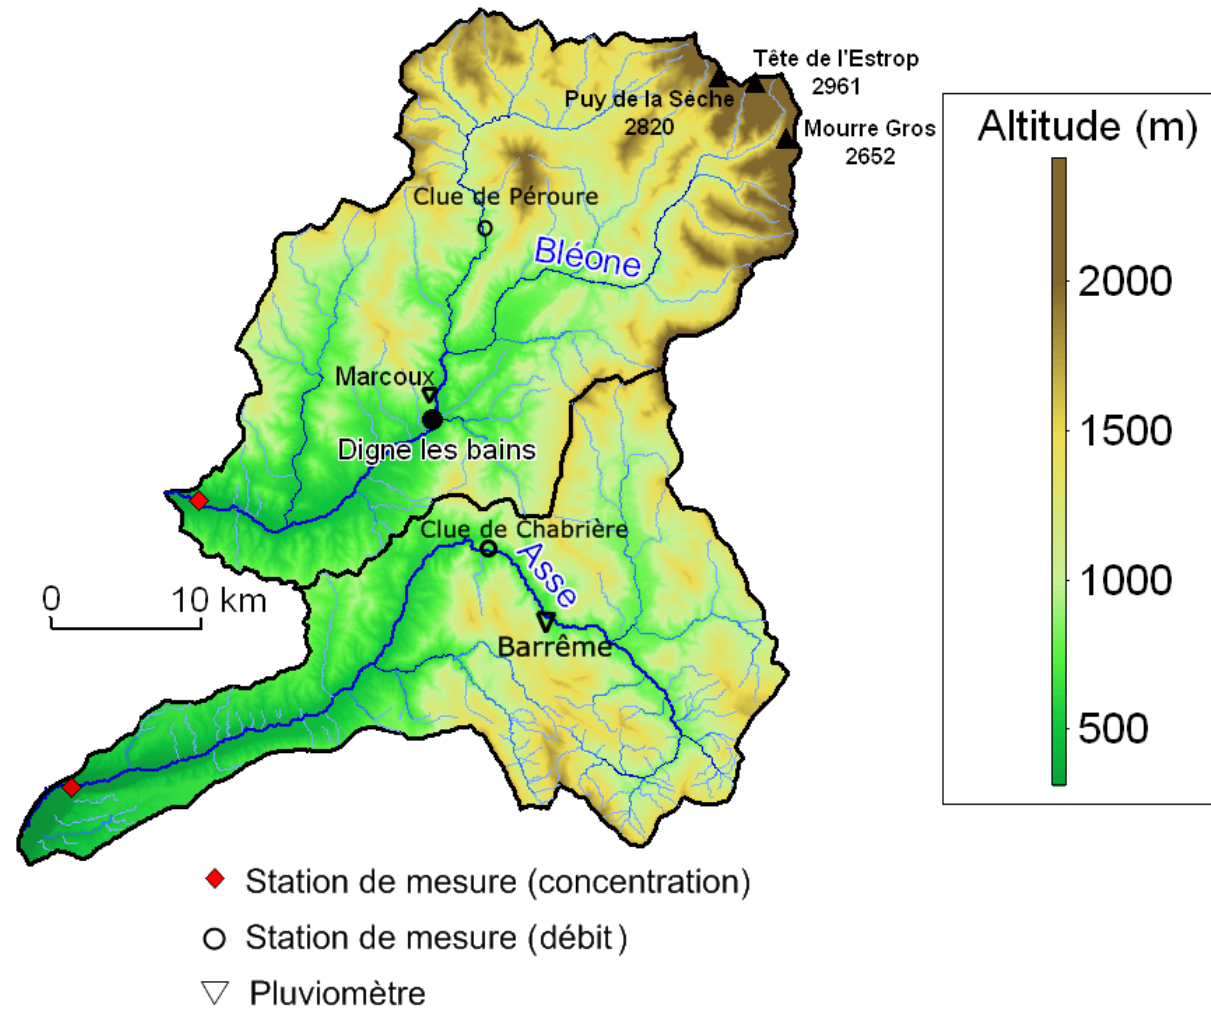 Tête de l'Estrop
2961
Puy de la Sèche
2820
Mourre Gros
2652
Altitude (m)
2000
1500
1000
500
Clue de Péroure
Bléone
Marcoux
Digne les bains
Clue de Chabrière
Asse
Barrême
0 10 km
Station de mesure (concentration)
Station de mesure (débit)
Pluviomètre